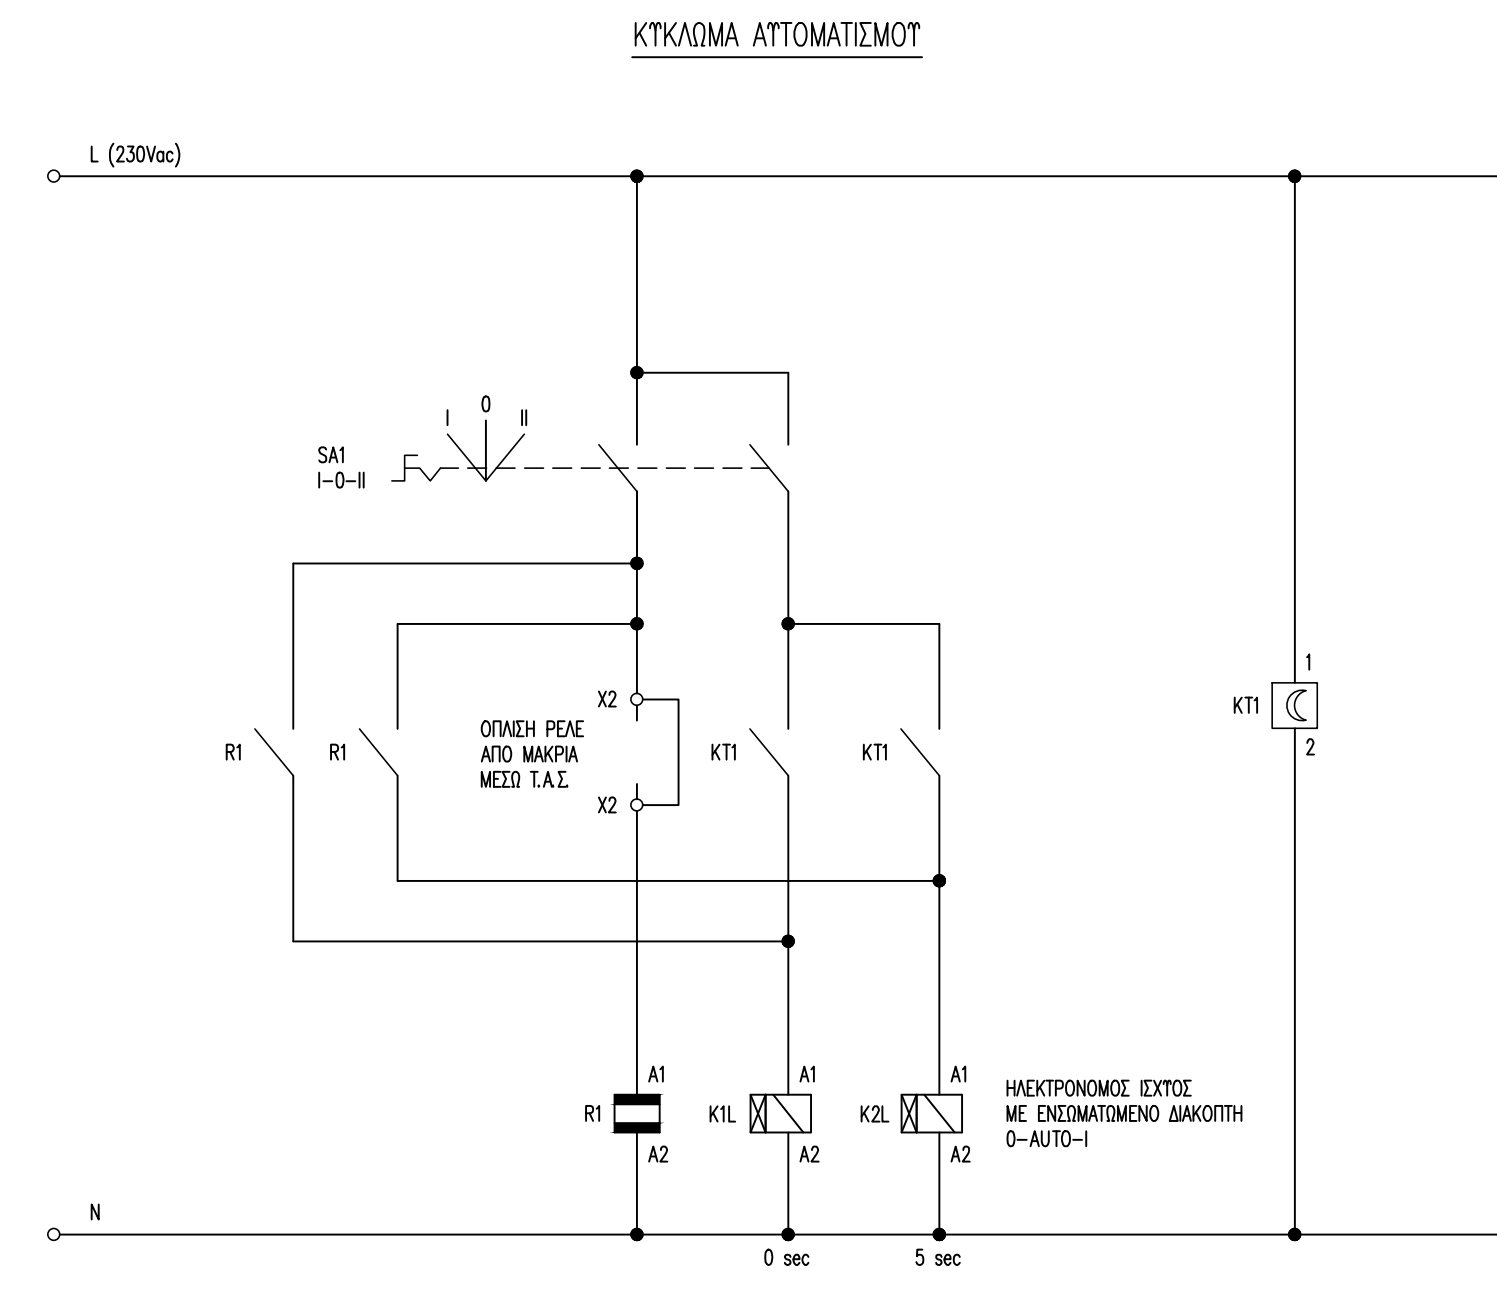 ΚΥΚΛΩΜΑ ΑΥΤΟΜΑΤΙΣΜΟΥ
L (230Vac)
I
0
II
SA1
I-0-II
1
KT1
2
X2
ΟΠΛΙΣΗ ΡΕΛΕ
ΑΠΟ ΜΑΚΡΙΑ
ΜΕΣΩ Τ.Α.Σ.
X2
R1
R1
KT1
KT1
A1
R1
A2
A1
K1L
A2
A1
K2L
A2
ΗΛΕΚΤΡΟΝΟΜΟΣ ΙΣΧΥΟΣ
ΜΕ ΕΝΣΩΜΑΤΩΜΕΝΟ ΔΙΑΚΟΠΤΗ
0-AUTO-I
N
0 sec
5 sec